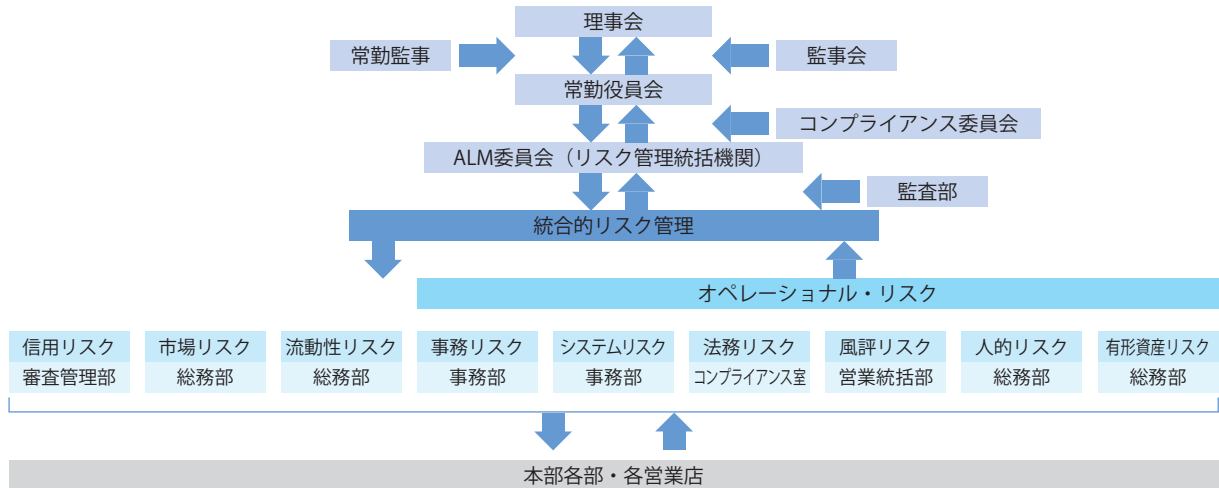 理事会
常勤監事
監事会
常勤役員会
コンプライアンス委員会
ALM委員会（リスク管理統括機関）
監査部
統合的リスク管理
オペレーショナル・リスク
信用リスク
審査管理部
市場リスク
総務部
流動性リスク
総務部
事務リスク
事務部
システムリスク
事務部
法務リスク
コンプライアンス室
風評リスク
営業統括部
人的リスク
総務部
有形資産リスク
総務部
本部各部・各営業店